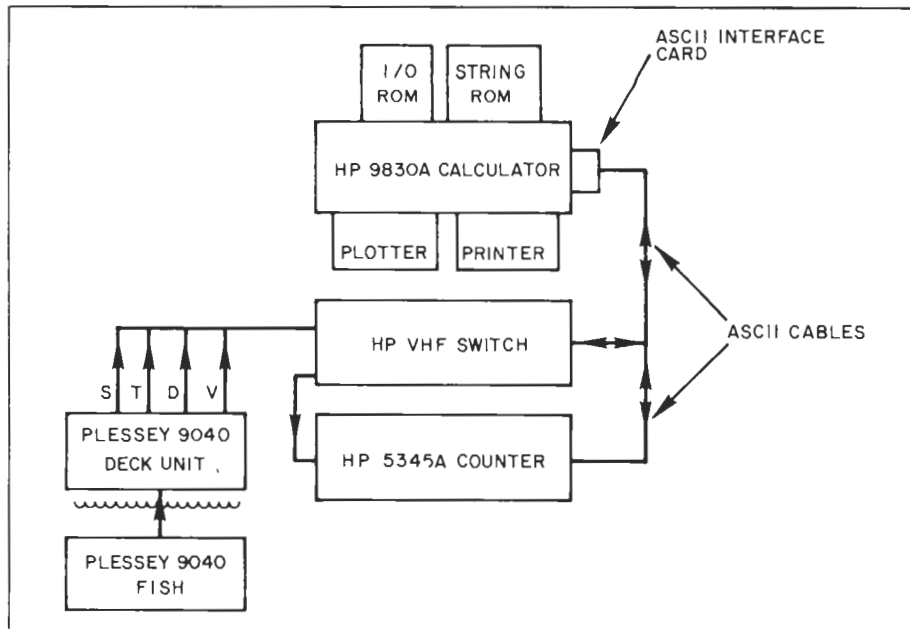 ASCII INTERFACE
CARD
I/O
ROM
STRING
ROM
HP 9830A CALCULATOR
PLOTTER
PRINTER
ASCII CABLES
HP VHF SWITCH
S T D V
PLESSEY 9040
DECK UNIT
HP 5345A COUNTER
PLESSEY 9040
FISH